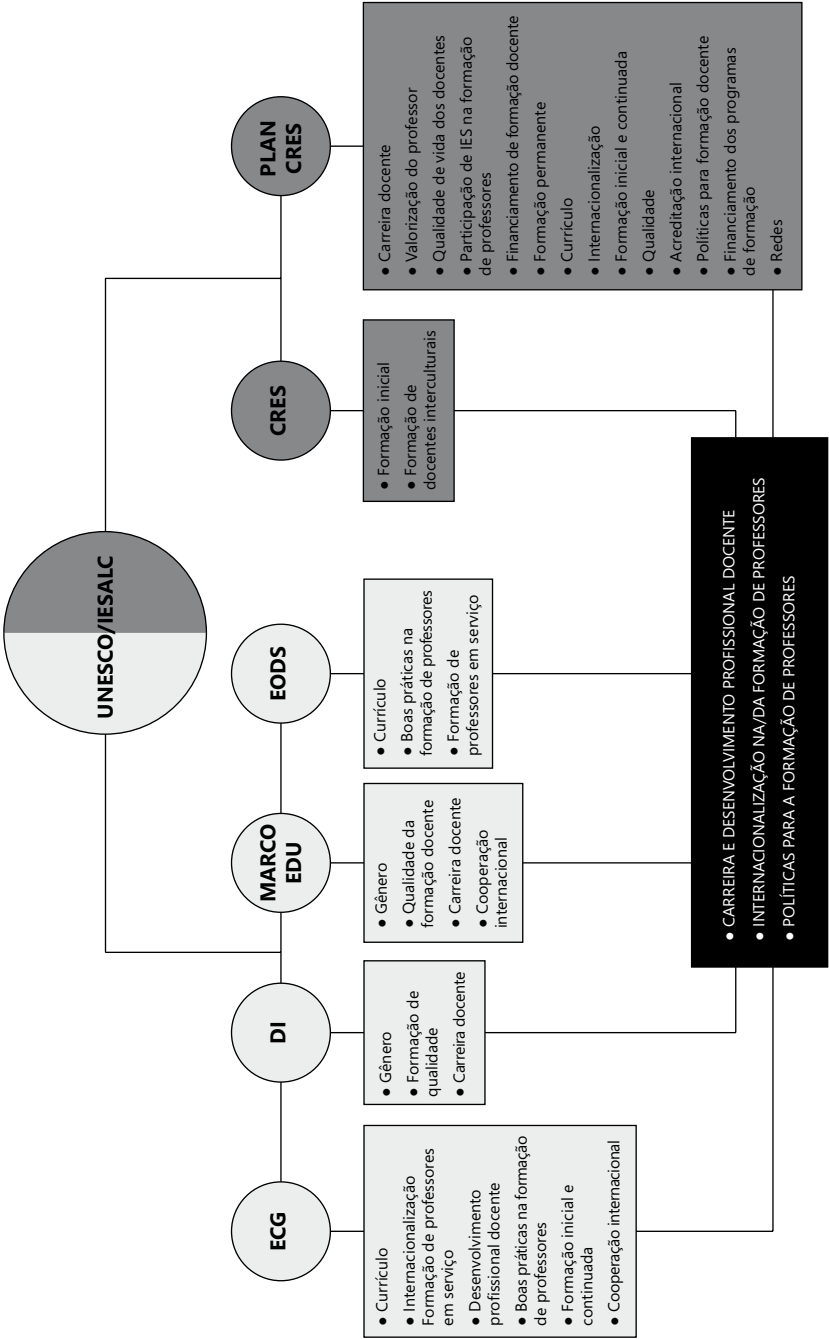 UNESCO/IESALC
ECG
DI
MARCO
EDU
EODS
CRES
PLAN
CRES
• Currículo
• Internacionalização
Formação de professores
em serviço
• Desenvolvimento
profissional docente
• Boas práticas na formação
de professores
• Formação inicial e
continuada
• Cooperação internacional
• Gênero
• Formação de
qualidade
• Carreira docente
• Gênero
• Qualidade da
formação docente
• Carreira docente
• Cooperação
internacional
• Currículo
• Boas práticas na
formação de professores
• Formação de
professores em serviço
• Formação inicial
• Formação de
docentes interculturais
• Carreira docente
• Valorização do professor
• Qualidade de vida dos docentes
• Participação de IES na formação
de professores
• Financiamento de formação docente
• Formação permanente
• Currículo
• Internacionalização
• Formação inicial e continuada
• Qualidade
• Acreditação internacional
• Políticas para formação docente
• Financiamento dos programas
de formação
• Redes
• CARREIRA E DESENVOLVIMENTO PROFISSIONAL DOCENTE
• INTERNACIONALIZAÇÃO NA/DA FORMAÇÃO DE PROFESSORES
• POLÍTICAS PARA A FORMAÇÃO DE PROFESSORES